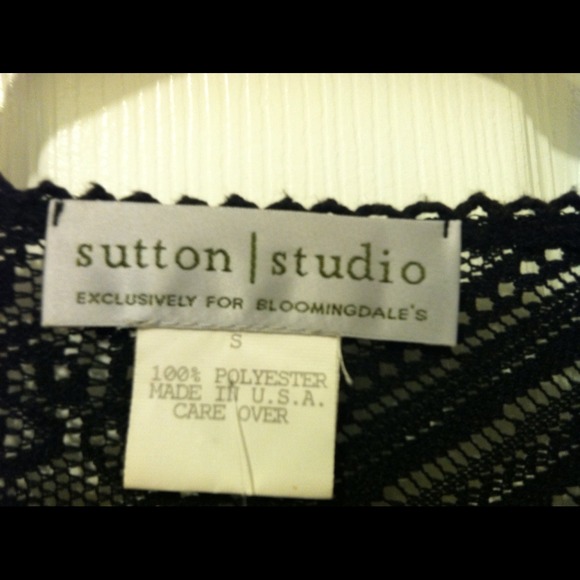 sutton | studio
EXCLUSIVELY FOR BLOOMINGDALE'S
S
100% POLYESTER
MADE IN U.S.A.
CARE OVER